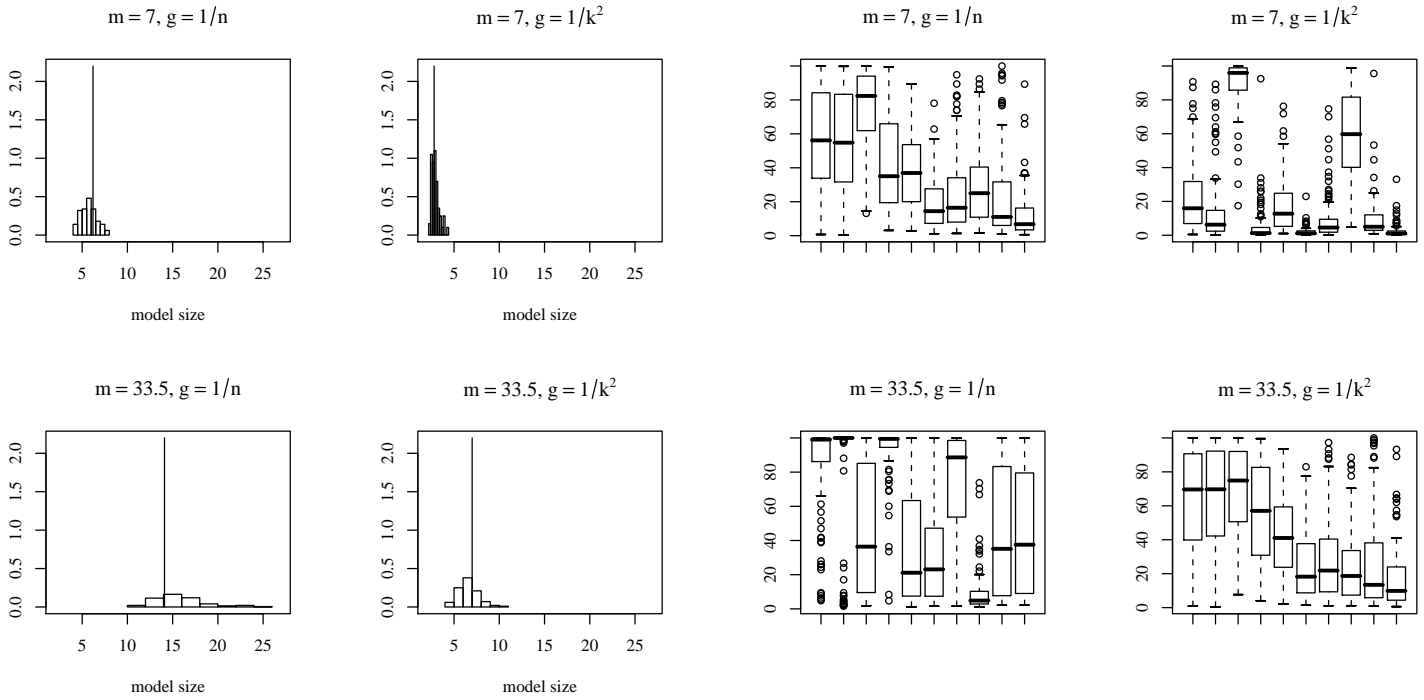 m = 7, g = 1/n
m = 7, g = 1/k²
m = 7, g = 1/n
m = 7, g = 1/k²
0.0 0.5 1.0 1.5 2.0
5 10 15 20 25
model size
0.0 0.5 1.0 1.5 2.0
5 10 15 20 25
model size
0 20 40 60 80
0 20 40 60 80
m = 33.5, g = 1/n
m = 33.5, g = 1/k²
m = 33.5, g = 1/n
m = 33.5, g = 1/k²
0.0 0.5 1.0 1.5 2.0
5 10 15 20 25
model size
0.0 0.5 1.0 1.5 2.0
5 10 15 20 25
model size
0 20 40 60 80
0 20 40 60 80